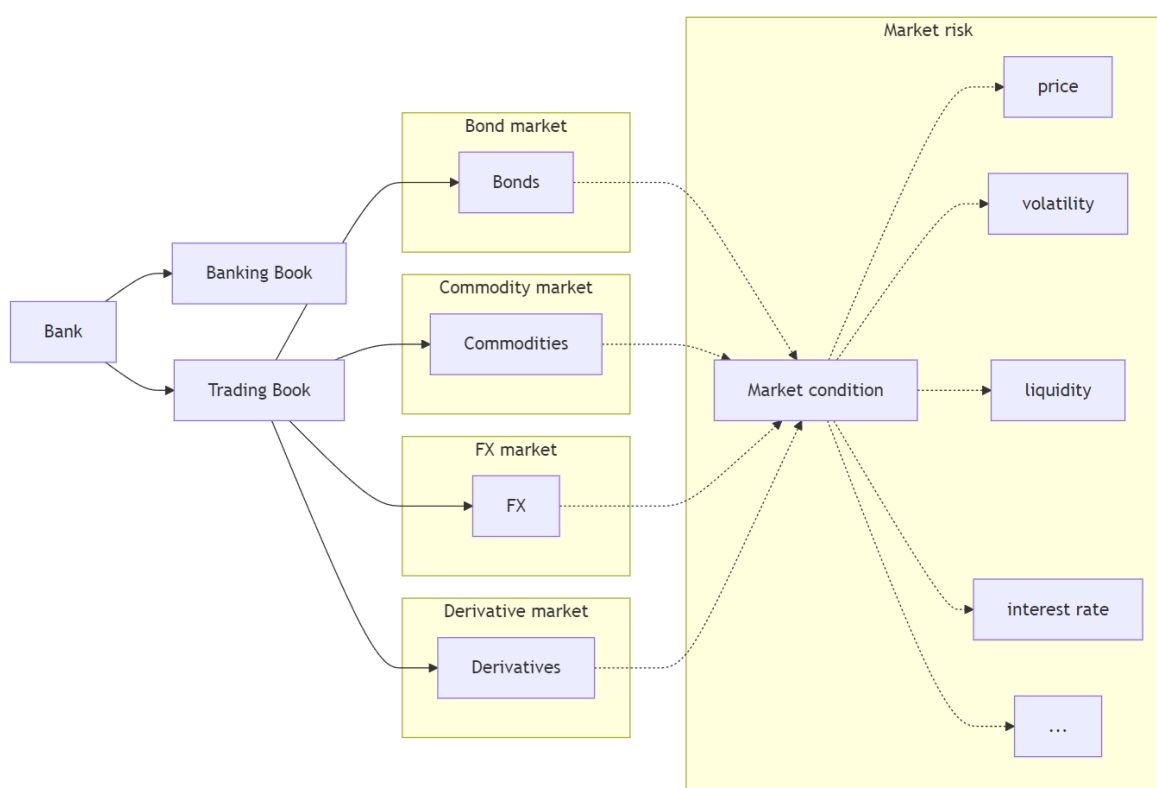 Market risk
price
Bond market
Bonds
volatility
Banking Book
Commodity market
Bank
Commodities
Trading Book
Market condition
liquidity
FX market
FX
Derivative market
interest rate
Derivatives
...